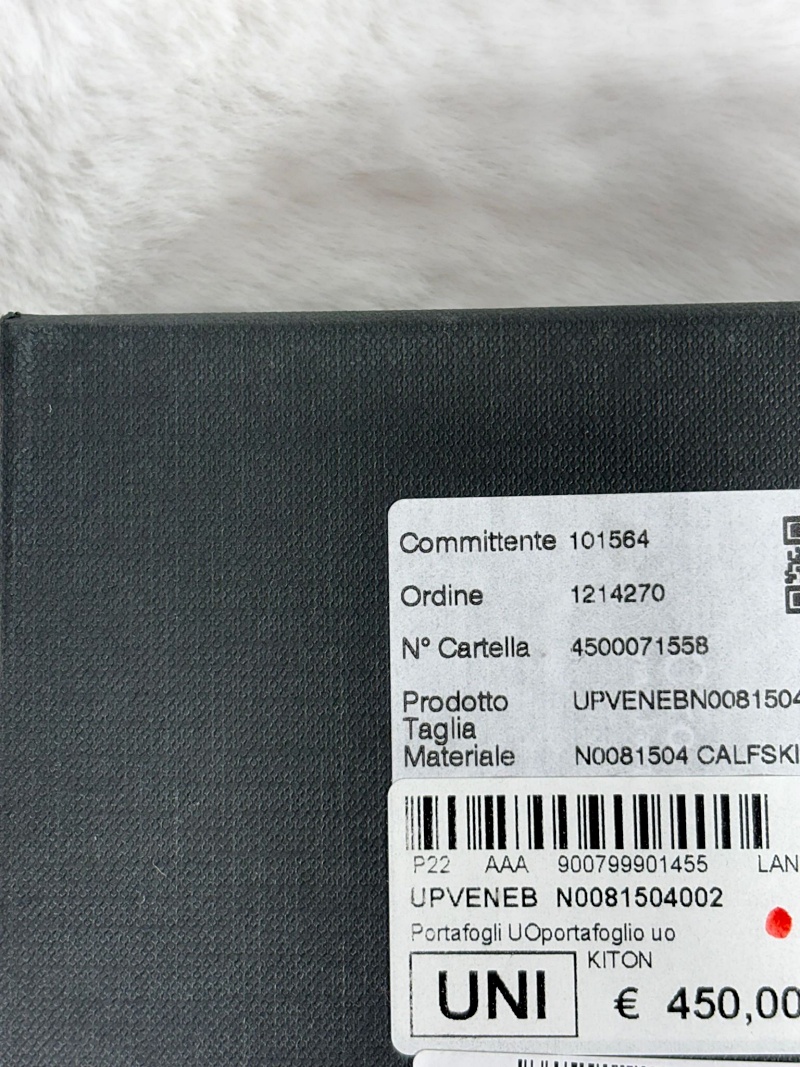 Committente 101564
Ordine 1214270
N° Cartella 4500071558
Prodotto UPVENEBN0081504
Taglia
Materiale N0081504 CALFSKI
P22 AAA 900799901455 LAN
UPVENEB N0081504002
Portafogli UOportafoglio uo
KITON
UNI € 450,00